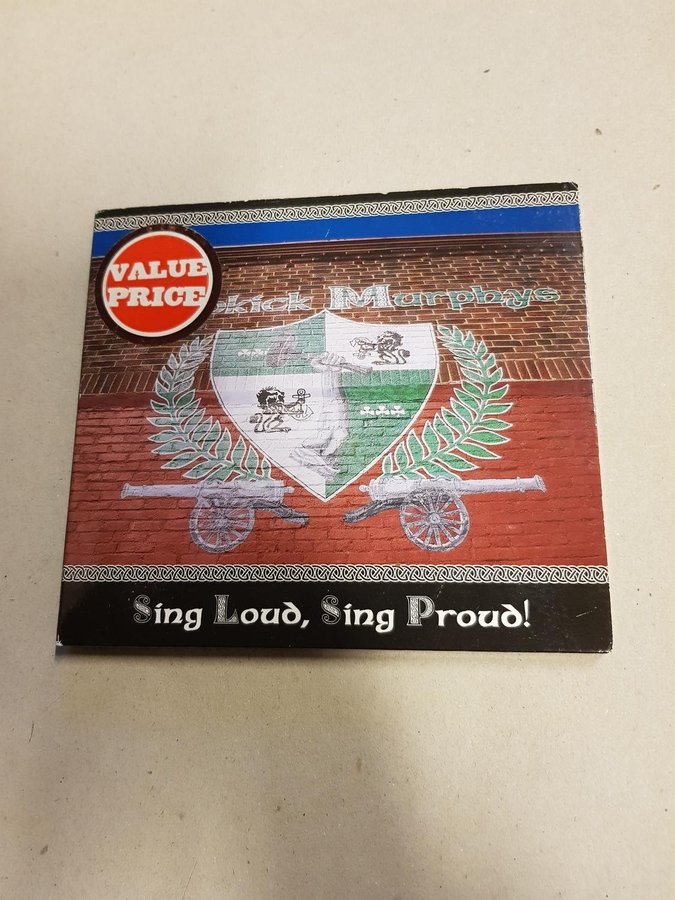 VALUE
PRICE
kick Murphys
Sing Loud, Sing Proud!